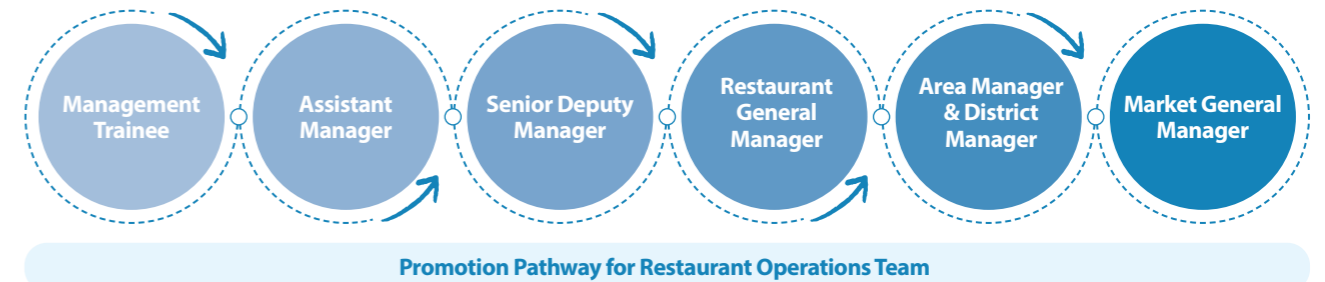 Management
Trainee
Assistant
Manager
Senior Deputy
Manager
Restaurant
General
Manager
Area Manager
& District
Manager
Market General
Manager
Promotion Pathway for Restaurant Operations Team